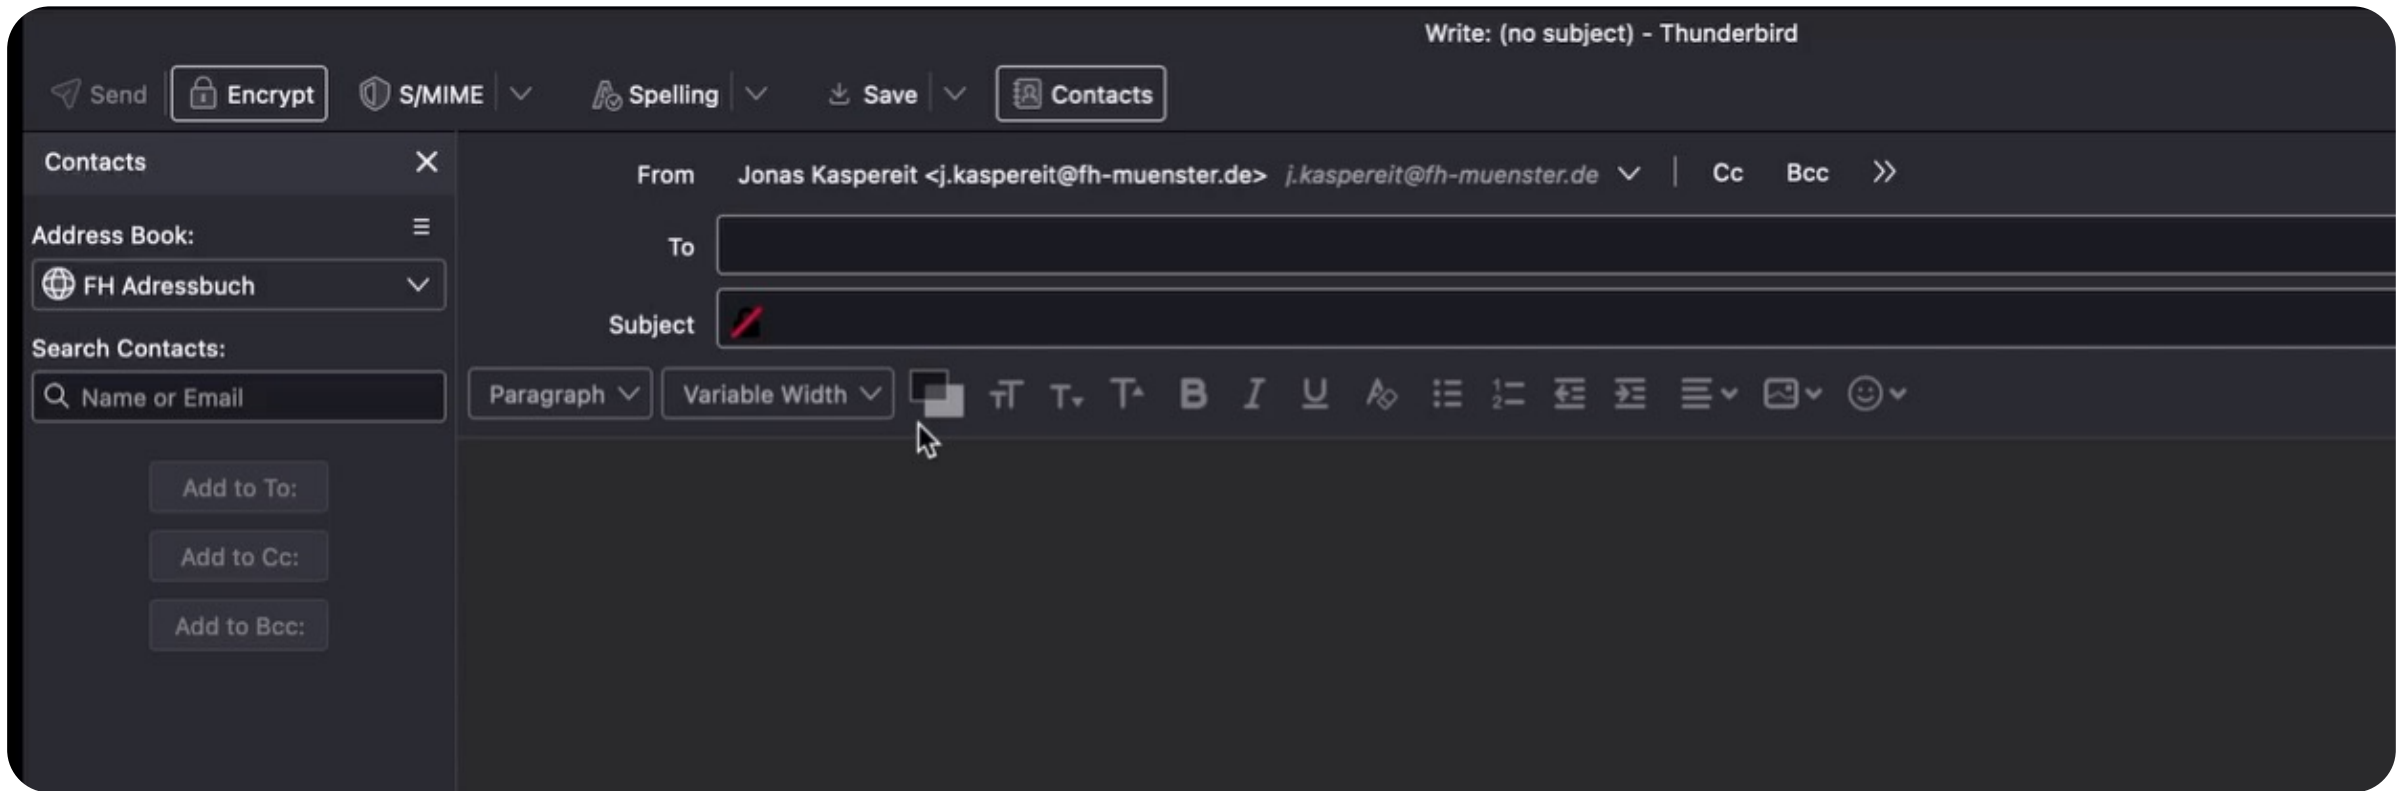 Write: (no subject) - Thunderbird
Send Encrypt S/MIME Spelling Save Contacts
Contacts
From Jonas Kaspereit <j.kaspereit@fh-muenster.de> j.kaspereit@fh-muenster.de Cc Bcc
Address Book:
To
FH Adressbuch
Subject
Search Contacts:
Name or Email
Paragraph Variable Width
Add to To:
Add to Cc:
Add to Bcc: